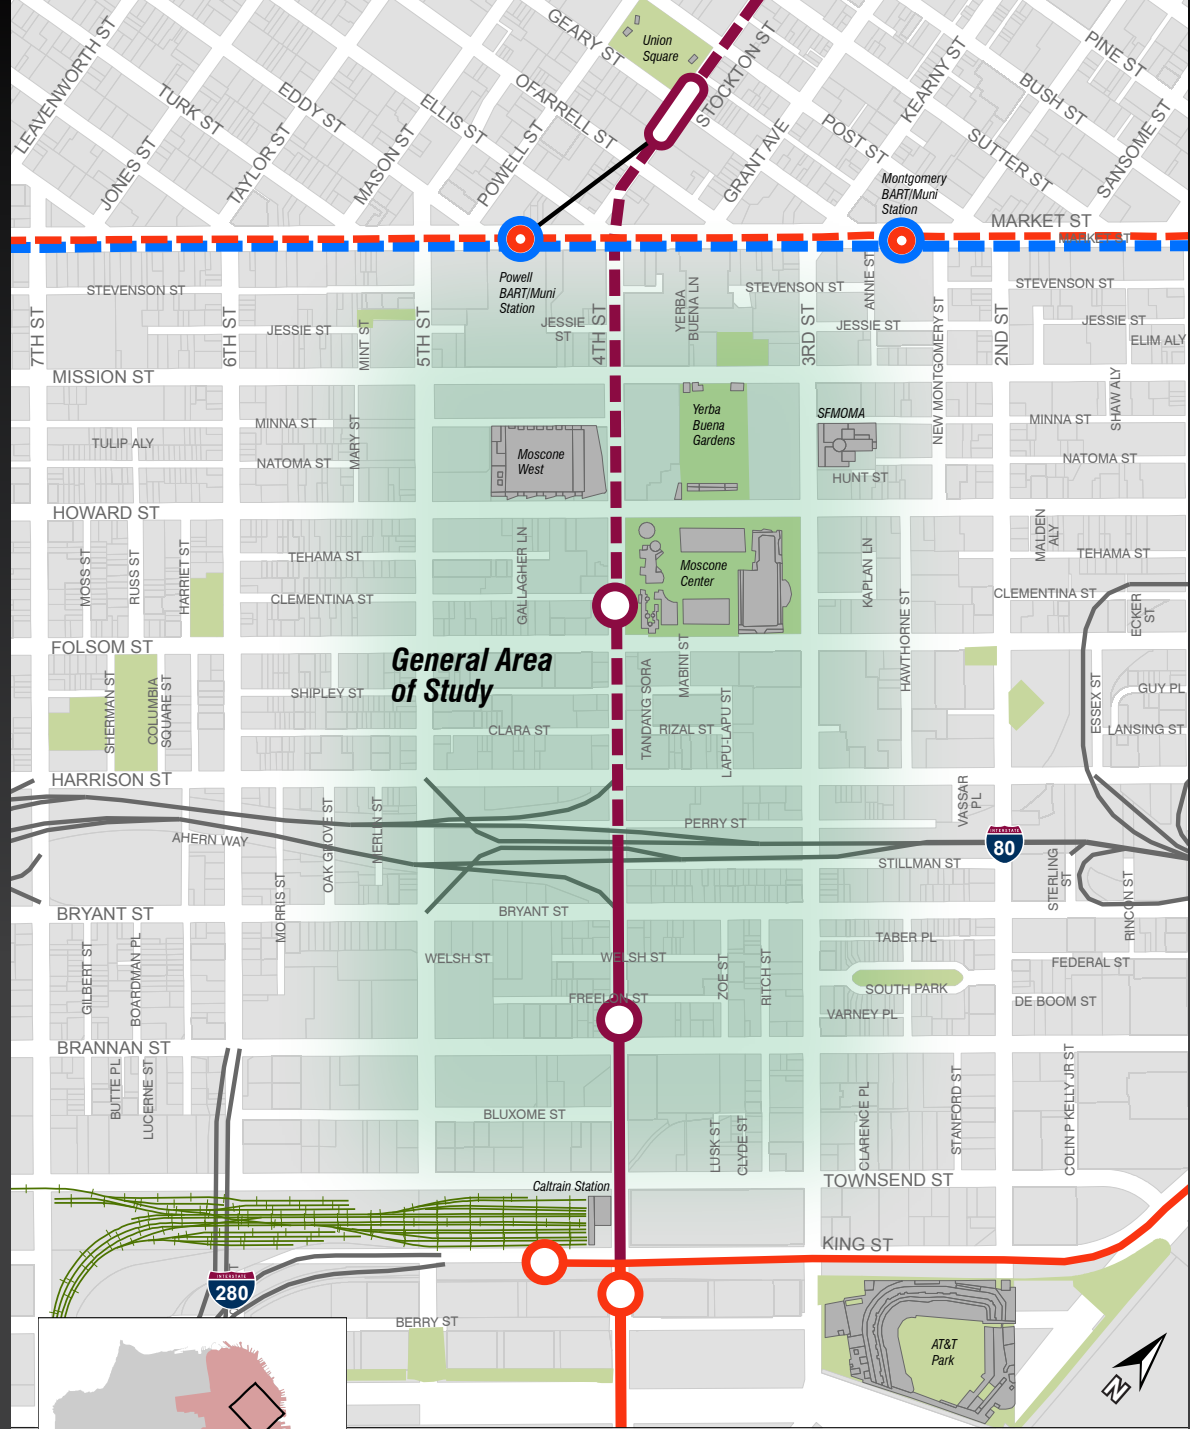 LEAVENWORTH ST
TURK ST
EDDY ST
ELLIS ST
OFARRELL ST
GEARY ST
Union
Square
STOCKTON ST
KEARNY ST
PINE ST
BUSH ST
SUTTER ST
SANSOME ST
POST ST
GRANT AVE
JONES ST
TAYLOR ST
MASON ST
POWELL ST
Montgomery
BART/Muni
Station
MARKET ST
MARKET ST
Powell
BART/Muni
Station
STEVENSON ST
STEVENSON ST
STEVENSON ST
YERBA
BUENA LN
ANNIE ST
7TH ST
6TH ST
5TH ST
4TH ST
3RD ST
2ND ST
JESSIE ST
MINT ST
JESSIE
ST
JESSIE ST
NEW MONTGOMERY ST
JESSIE ST
ELIM ALY
MISSION ST
MINNA ST
MARY ST
TULIP ALY
NATOMA ST
Moscone
West
Yerba
Buena
Gardens
SFMOMA
HUNT ST
MINNA ST
SHAW ALY
NATOMA ST
HOWARD ST
MOSS ST
RUSS ST
HARRIET ST
TEHAMA ST
CLEMENTINA ST
GALLAGHER LN
Moscone
Center
KAPLAN LN
HAWTHORNE ST
MALDEN
ALY
TEHAMA ST
CLEMENTINA ST
ECKER
ST
FOLSOM ST
General Area
of Study
SHERMAN ST
COLUMBIA
SQUARE ST
SHIPLEY ST
CLARA ST
TANDANG SORA
MABINI ST
RIZAL ST
LAPU-LAPU ST
ESSEX ST
GUY PL
LANSING ST
HARRISON ST
AHERN WAY
OAK GROVE ST
MERLIN ST
MORRIS ST
PERRY ST
VASSAR
PL
INTERSTATE
80
STILLMAN ST
STERLING
ST
RINCON ST
BRYANT ST
BRYANT ST
GILBERT ST
BOARDMAN PL
WELSH ST
WELSH ST
FREELON ST
ZOE ST
RITCH ST
TABER PL
SOUTH PARK
VARNEY PL
FEDERAL ST
DE BOOM ST
BRANNAN ST
BUTTE PL
LUCERNE ST
BLUXOME ST
LUSK ST
CLYDE ST
CLARENCE PL
STANFORD ST
COLIN P KELLY JR ST
TOWNSEND ST
Caltrain Station
KING ST
INTERSTATE
280
BERRY ST
AT&T
Park
N